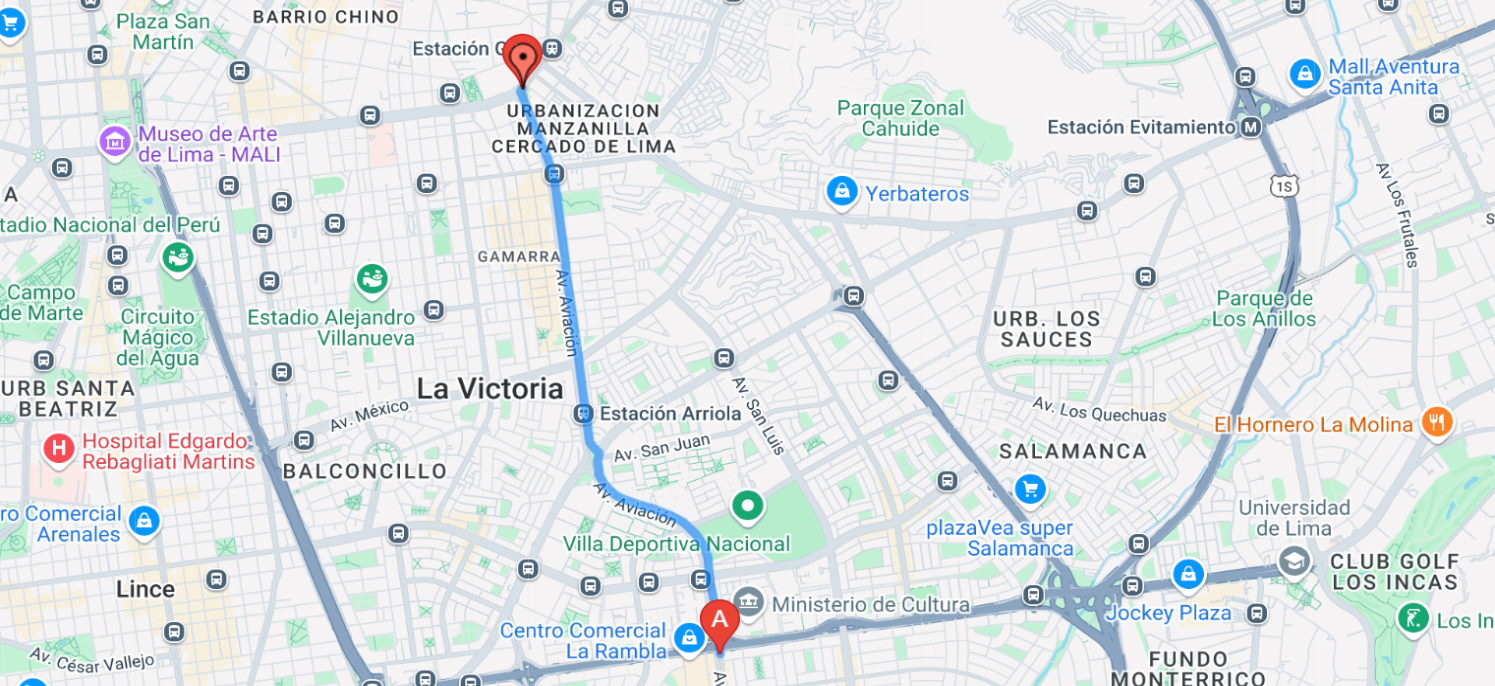 BARRIO CHINO
Plaza San
Martín
Estación G
Mall Aventura
Santa Anita
URBANIZACION
MANZANILLA
CERCADO DE LIMA
Parque Zonal
Cahuide
Estación Evitamiento
M
Museo de Arte
de Lima - MALI
A
Yerbateros
1S
Av. Los Frutales
S
tadio Nacional del Perú
GAMARRA
Av. Aviación
Campo
de Marte
Circuito
Mágico
del Agua
Estadio Alejandro
Villanueva
Parque de
Los Anillos
URB. LOS
SAUCES
URB SANTA
BEATRIZ
La Victoria
Av. México
Estación Arriola
Av. San Luis
Av. Los Quechuas
El Hornero La Molina
H
Hospital Edgardo
Rebagliati Martins
Av. San Juan
BALCONCILLO
SALAMANCA
Av. Aviación
ro Comercial
Arenales
Villa Deportiva Nacional
plazaVea super
Salamanca
Universidad
de Lima
CLUB GOLF
LOS INCAS
Lince
Ministerio de Cultura
A
Jockey Plaza
Los In
Centro Comercial
La Rambla
Av. César Vallejo
Av
FUNDO
MONTERRICO